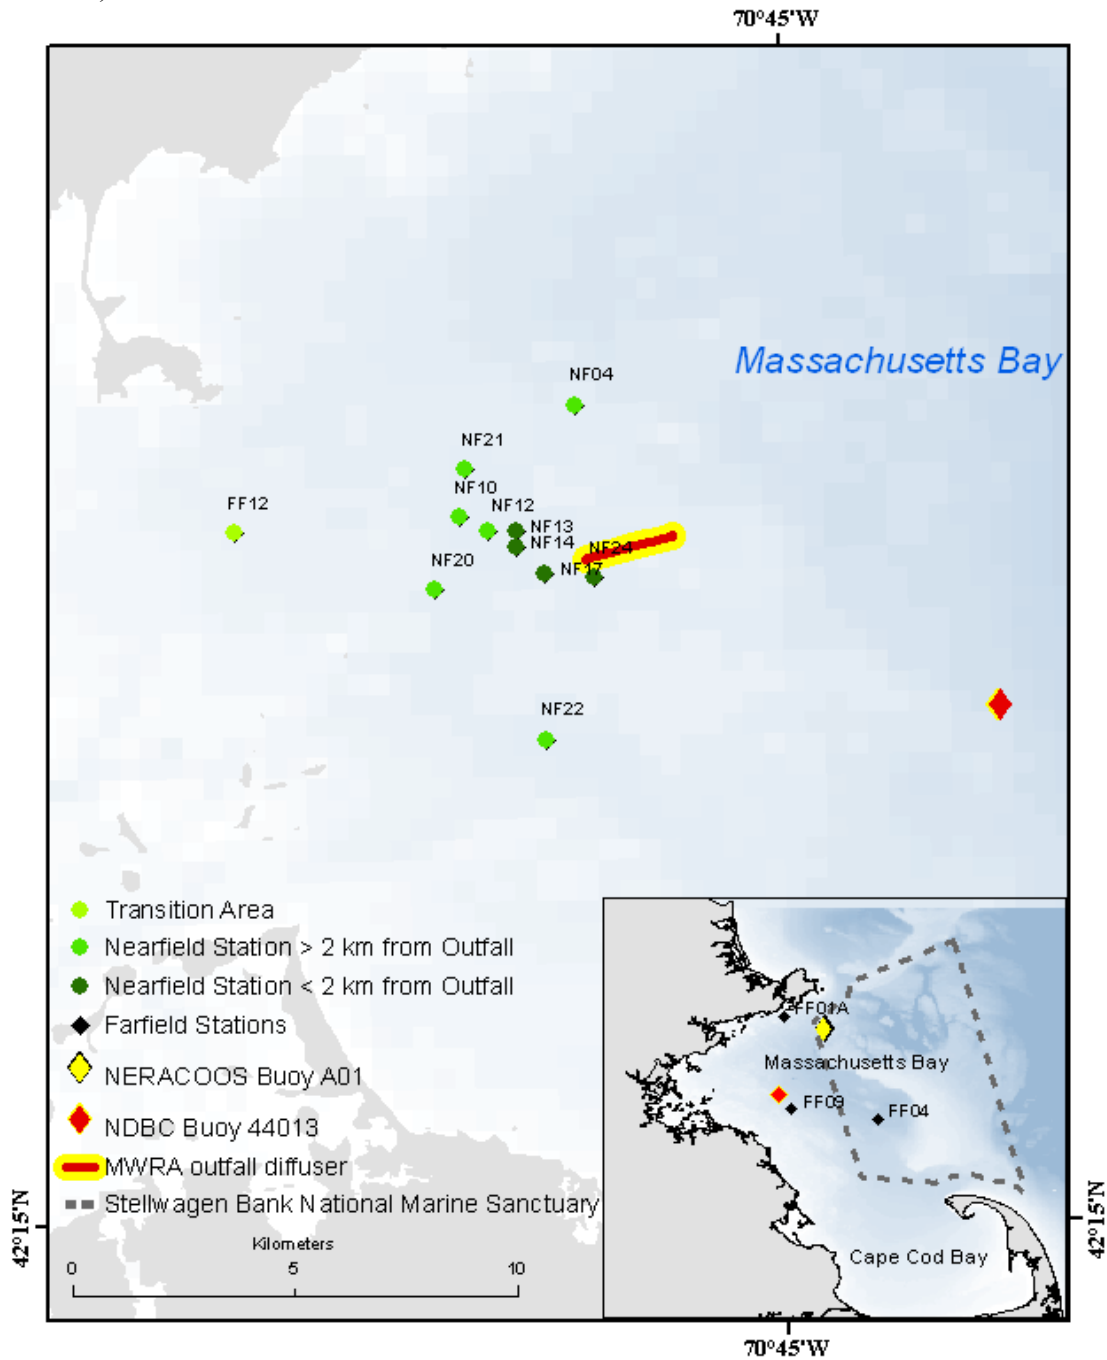 70°45'W
Massachusetts Bay
NF04
NF21
NF10
FF12
NF12
NF13
NF14
NF24
NF20
NF17
NF22
Transition Area
Nearfield Station > 2 km from Outfall
Nearfield Station < 2 km from Outfall
Farfield Stations
NERACOOS Buoy A01
NDBC Buoy 44013
MWRA outfall diffuser
Stellwagen Bank National Marine Sanctuary
Kilometers
0 5 10
FF01A
Massachusetts Bay
FF09
FF04
Cape Cod Bay
42°15'N
42°15'N
70°45'W